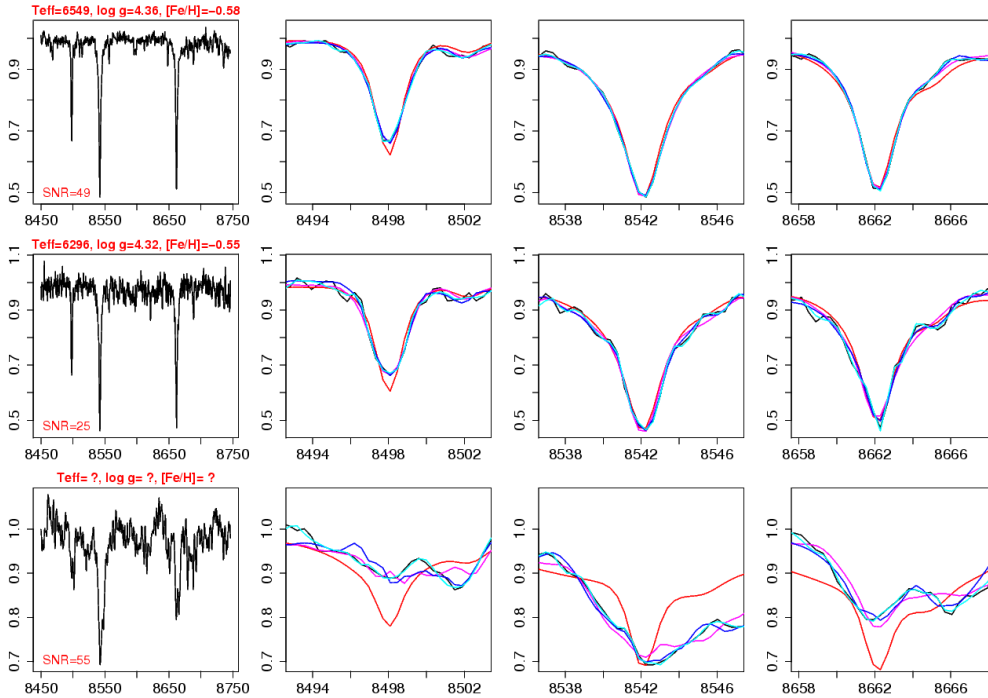 Teff=6549, log g=4.36, [Fe/H]=−0.58
0.5 0.7 0.9
SNR=49
8450 8550 8650 8750
8494 8498 8502
0.5 0.7 0.9
8538 8542 8546
0.5 0.7 0.9
8658 8662 8666
0.5 0.7 0.9
Teff=6296, log g=4.32, [Fe/H]=−0.55
0.5 0.7 0.9 1.1
SNR=25
8450 8550 8650 8750
8494 8498 8502
0.5 0.7 0.9 1.1
8538 8542 8546
0.5 0.7 0.9 1.1
8658 8662 8666
0.5 0.7 0.9 1.1
Teff= ?, log g= ?, [Fe/H]= ?
0.7 0.8 0.9 1.0
SNR=55
8450 8550 8650 8750
8494 8498 8502
0.7 0.8 0.9 1.0
8538 8542 8546
0.7 0.8 0.9 1.0
8658 8662 8666
0.7 0.8 0.9 1.0